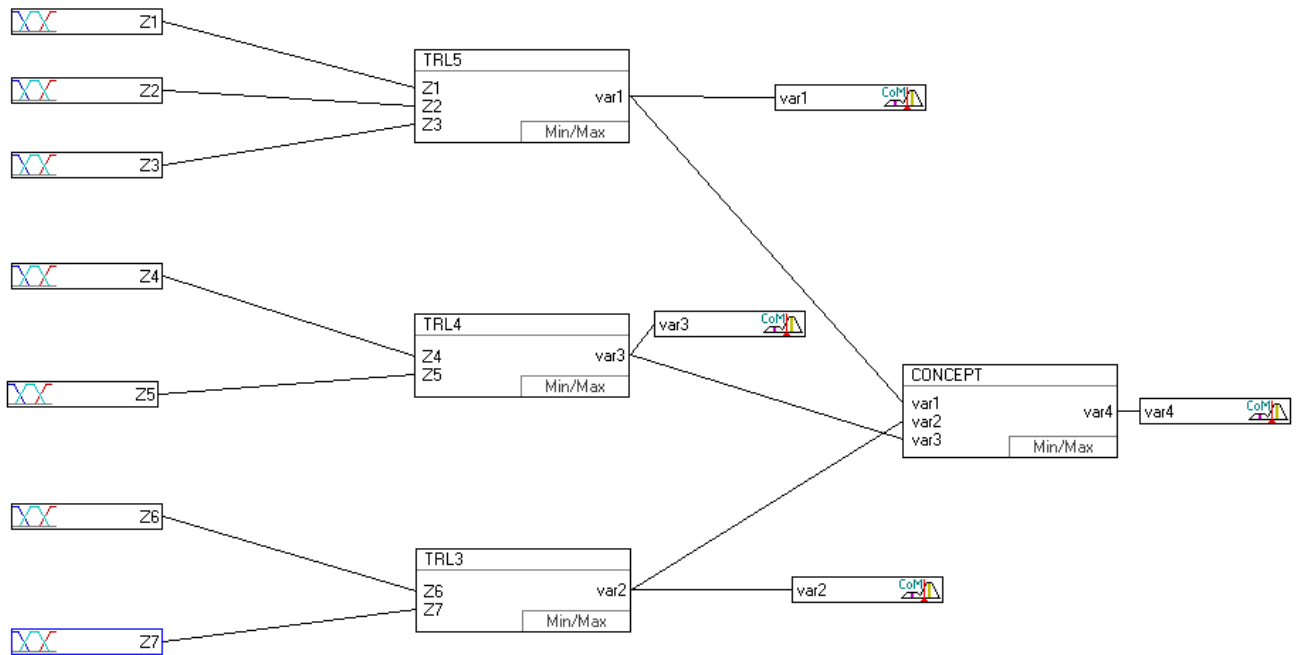 Z1
Z2
Z3
Z4
Z5
Z6
Z7
TRL5
Z1
Z2
Z3
var1
Min/Max
var1 CoM
TRL4
Z4
Z5
var3
Min/Max
var3 CoM
TRL3
Z6
Z7
var2
Min/Max
var2 CoM
CONCEPT
var1
var2
var3
var4
Min/Max
var4 CoM